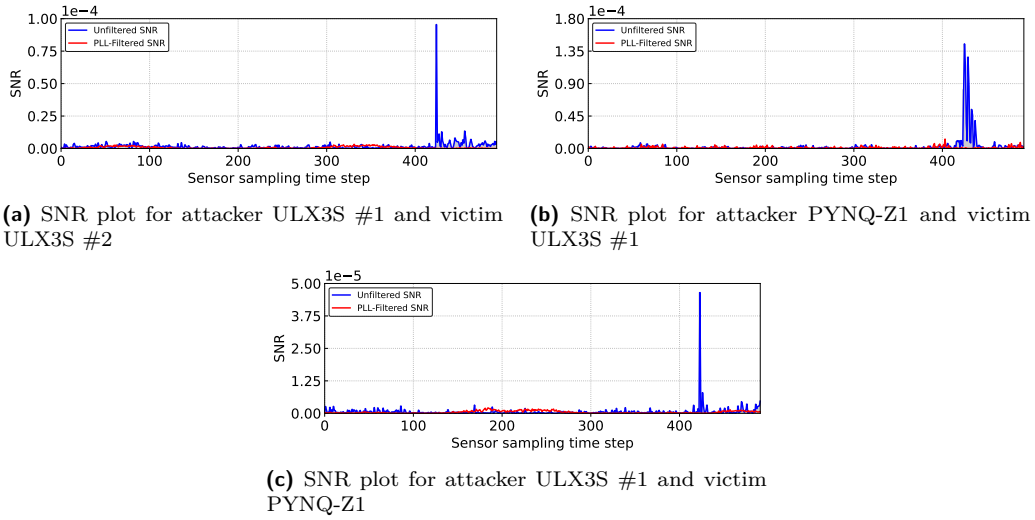 1e−4
1.00
0.75
0.50
0.25
0.00
SNR
Unfiltered SNR
PLL-Filtered SNR
0 100 200 300 400
Sensor sampling time step
(a) SNR plot for attacker ULX3S #1 and victim
ULX3S #2
1e−4
1.80
1.35
0.90
0.45
0.00
SNR
Unfiltered SNR
PLL-Filtered SNR
0 100 200 300 400
Sensor sampling time step
(b) SNR plot for attacker PYNQ-Z1 and victim
ULX3S #1
1e−5
5.00
3.75
2.50
1.25
0.00
SNR
Unfiltered SNR
PLL-Filtered SNR
0 100 200 300 400
Sensor sampling time step
(c) SNR plot for attacker ULX3S #1 and victim
PYNQ-Z1